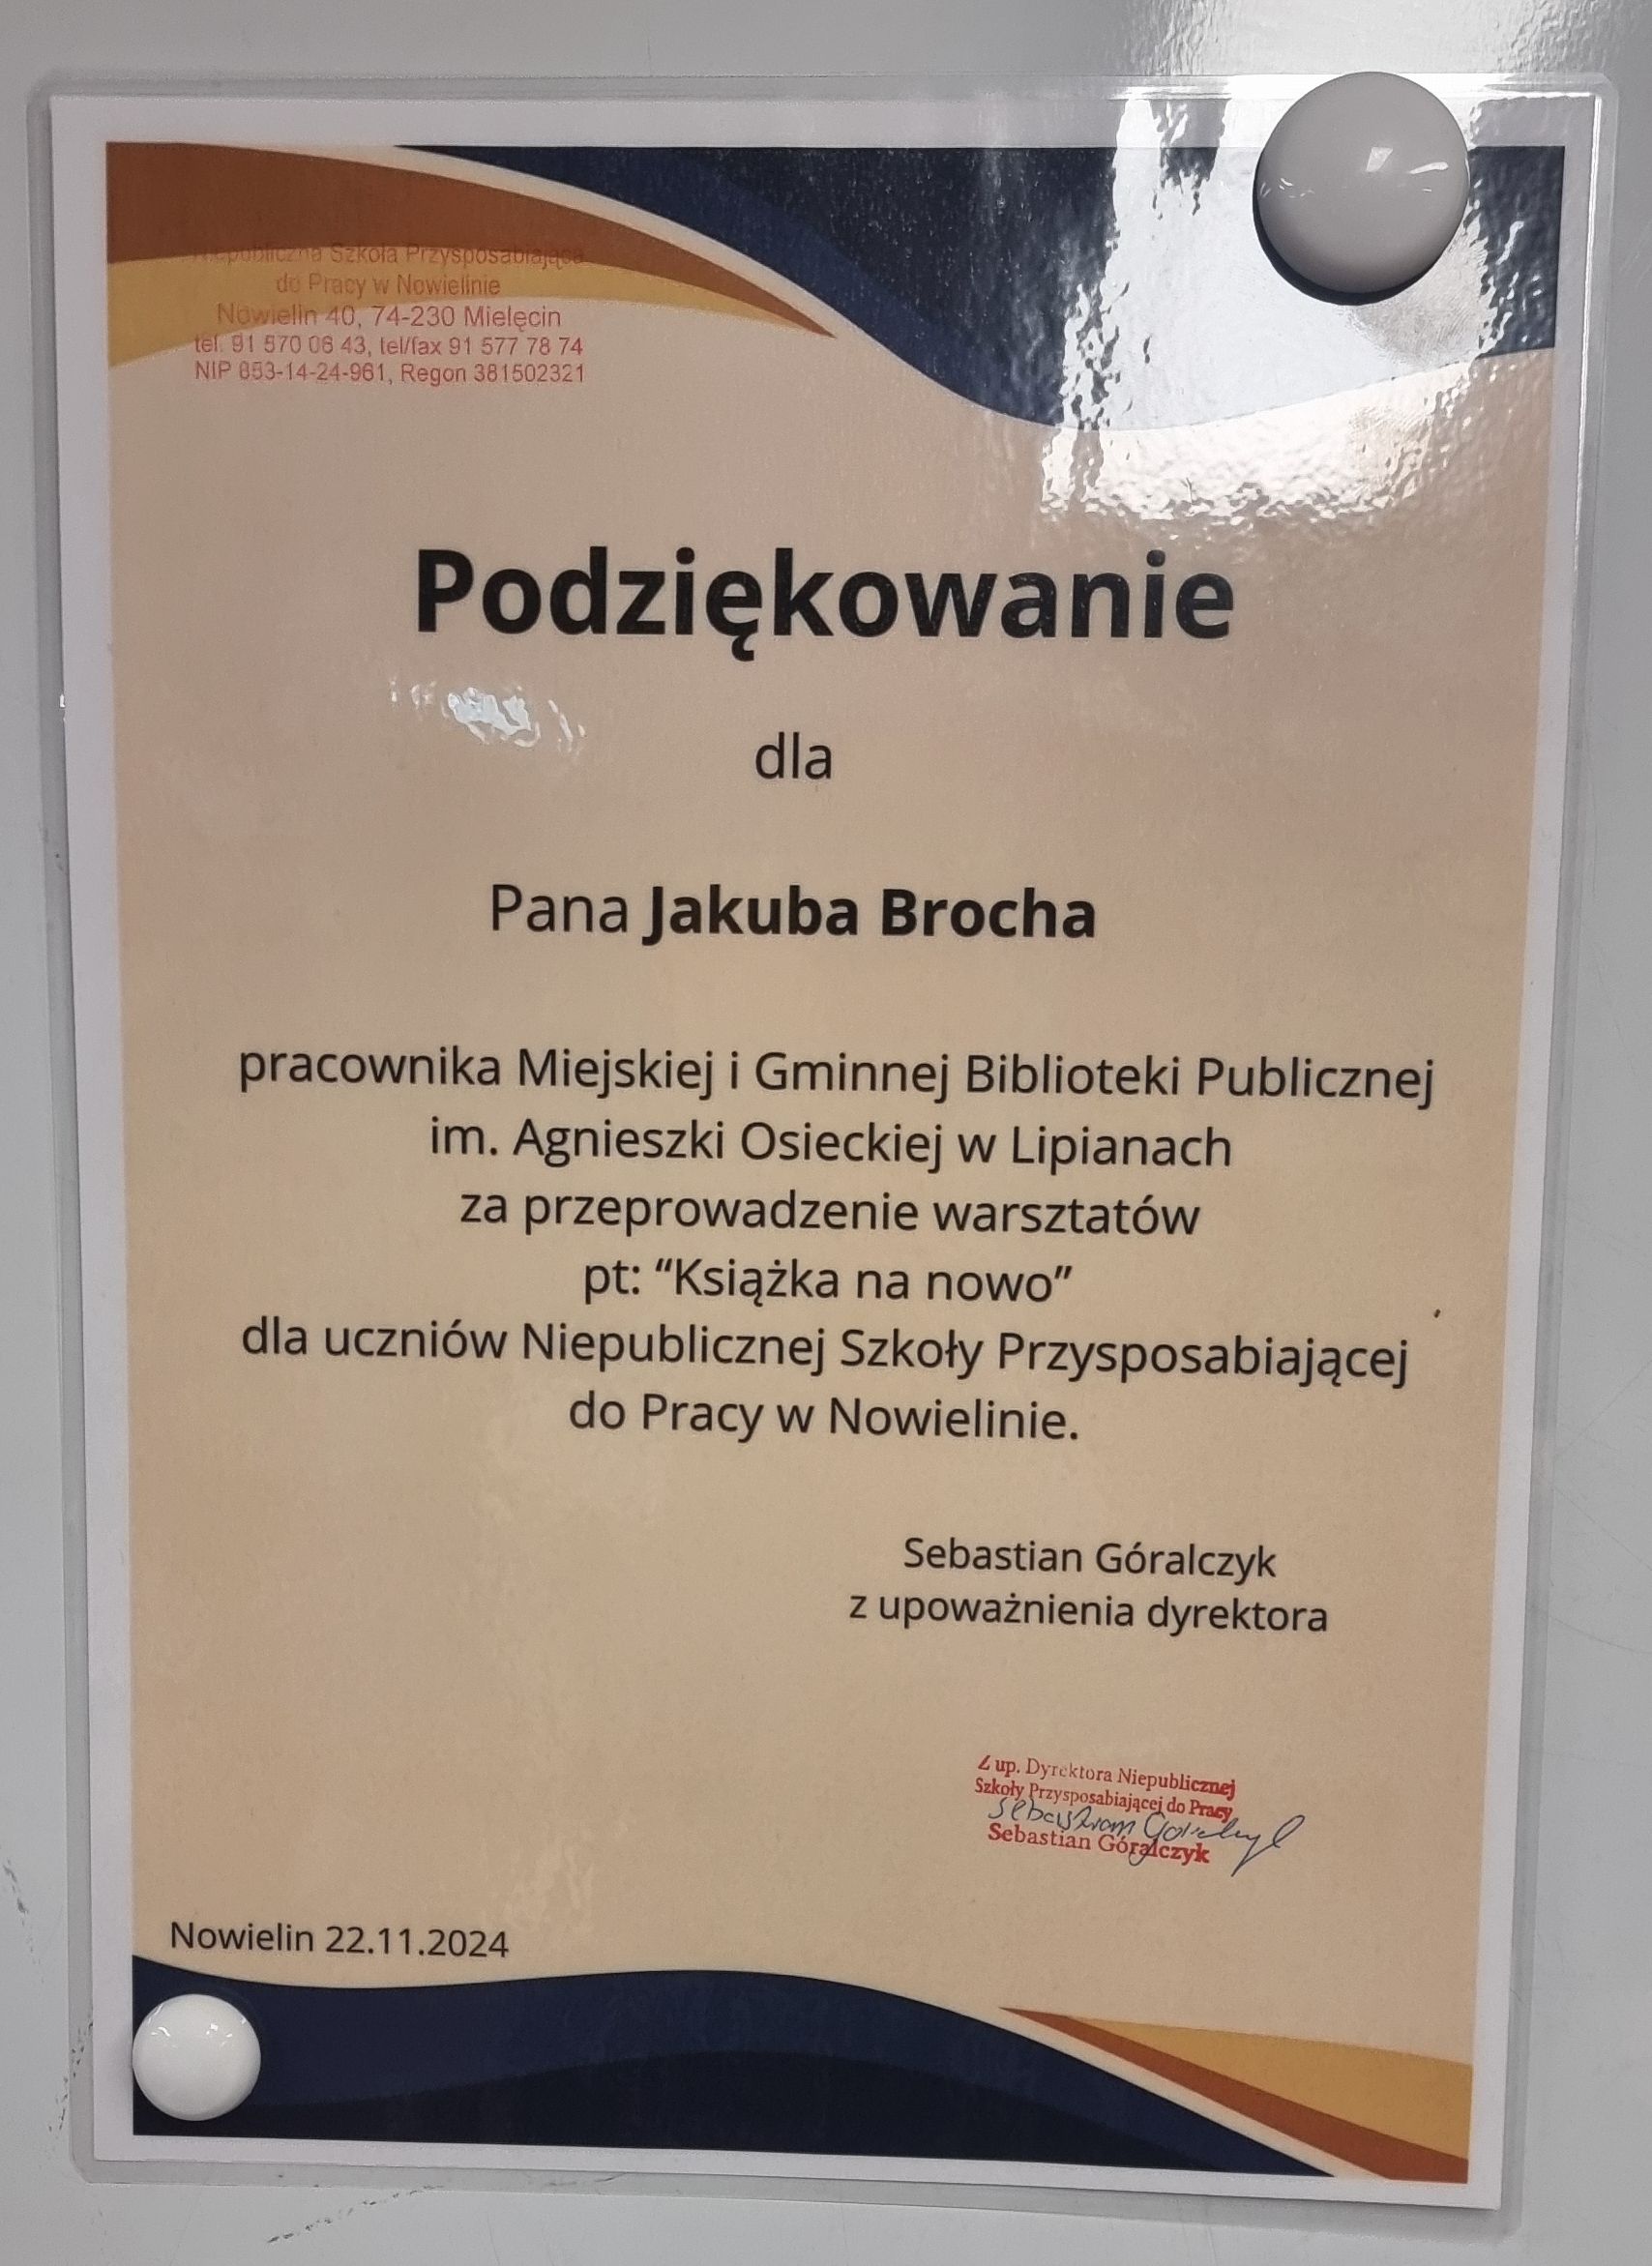 Niepubliczna Szkoła Przysposabiająca
do Pracy w Nowielinie
Nowielin 40, 74-230 Mielęcin
tel. 91 570 06 43, tel/fax 91 577 78 74
NIP 853-14-24-961, Regon 381502321
Podziękowanie
dla
Pana Jakuba Brocha
pracownika Miejskiej i Gminnej Biblioteki Publicznej
im. Agnieszki Osieckiej w Lipianach
za przeprowadzenie warsztatów
pt: “Książka na nowo”
dla uczniów Niepublicznej Szkoły Przysposabiającej
do Pracy w Nowielinie.
Sebastian Góralczyk
z upoważnienia dyrektora
Z up. Dyrektora Niepublicznej
Szkoły Przysposabiającej do Pracy
Sebastian Góralczyk
Sebastian Góralczyk
Nowielin 22.11.2024